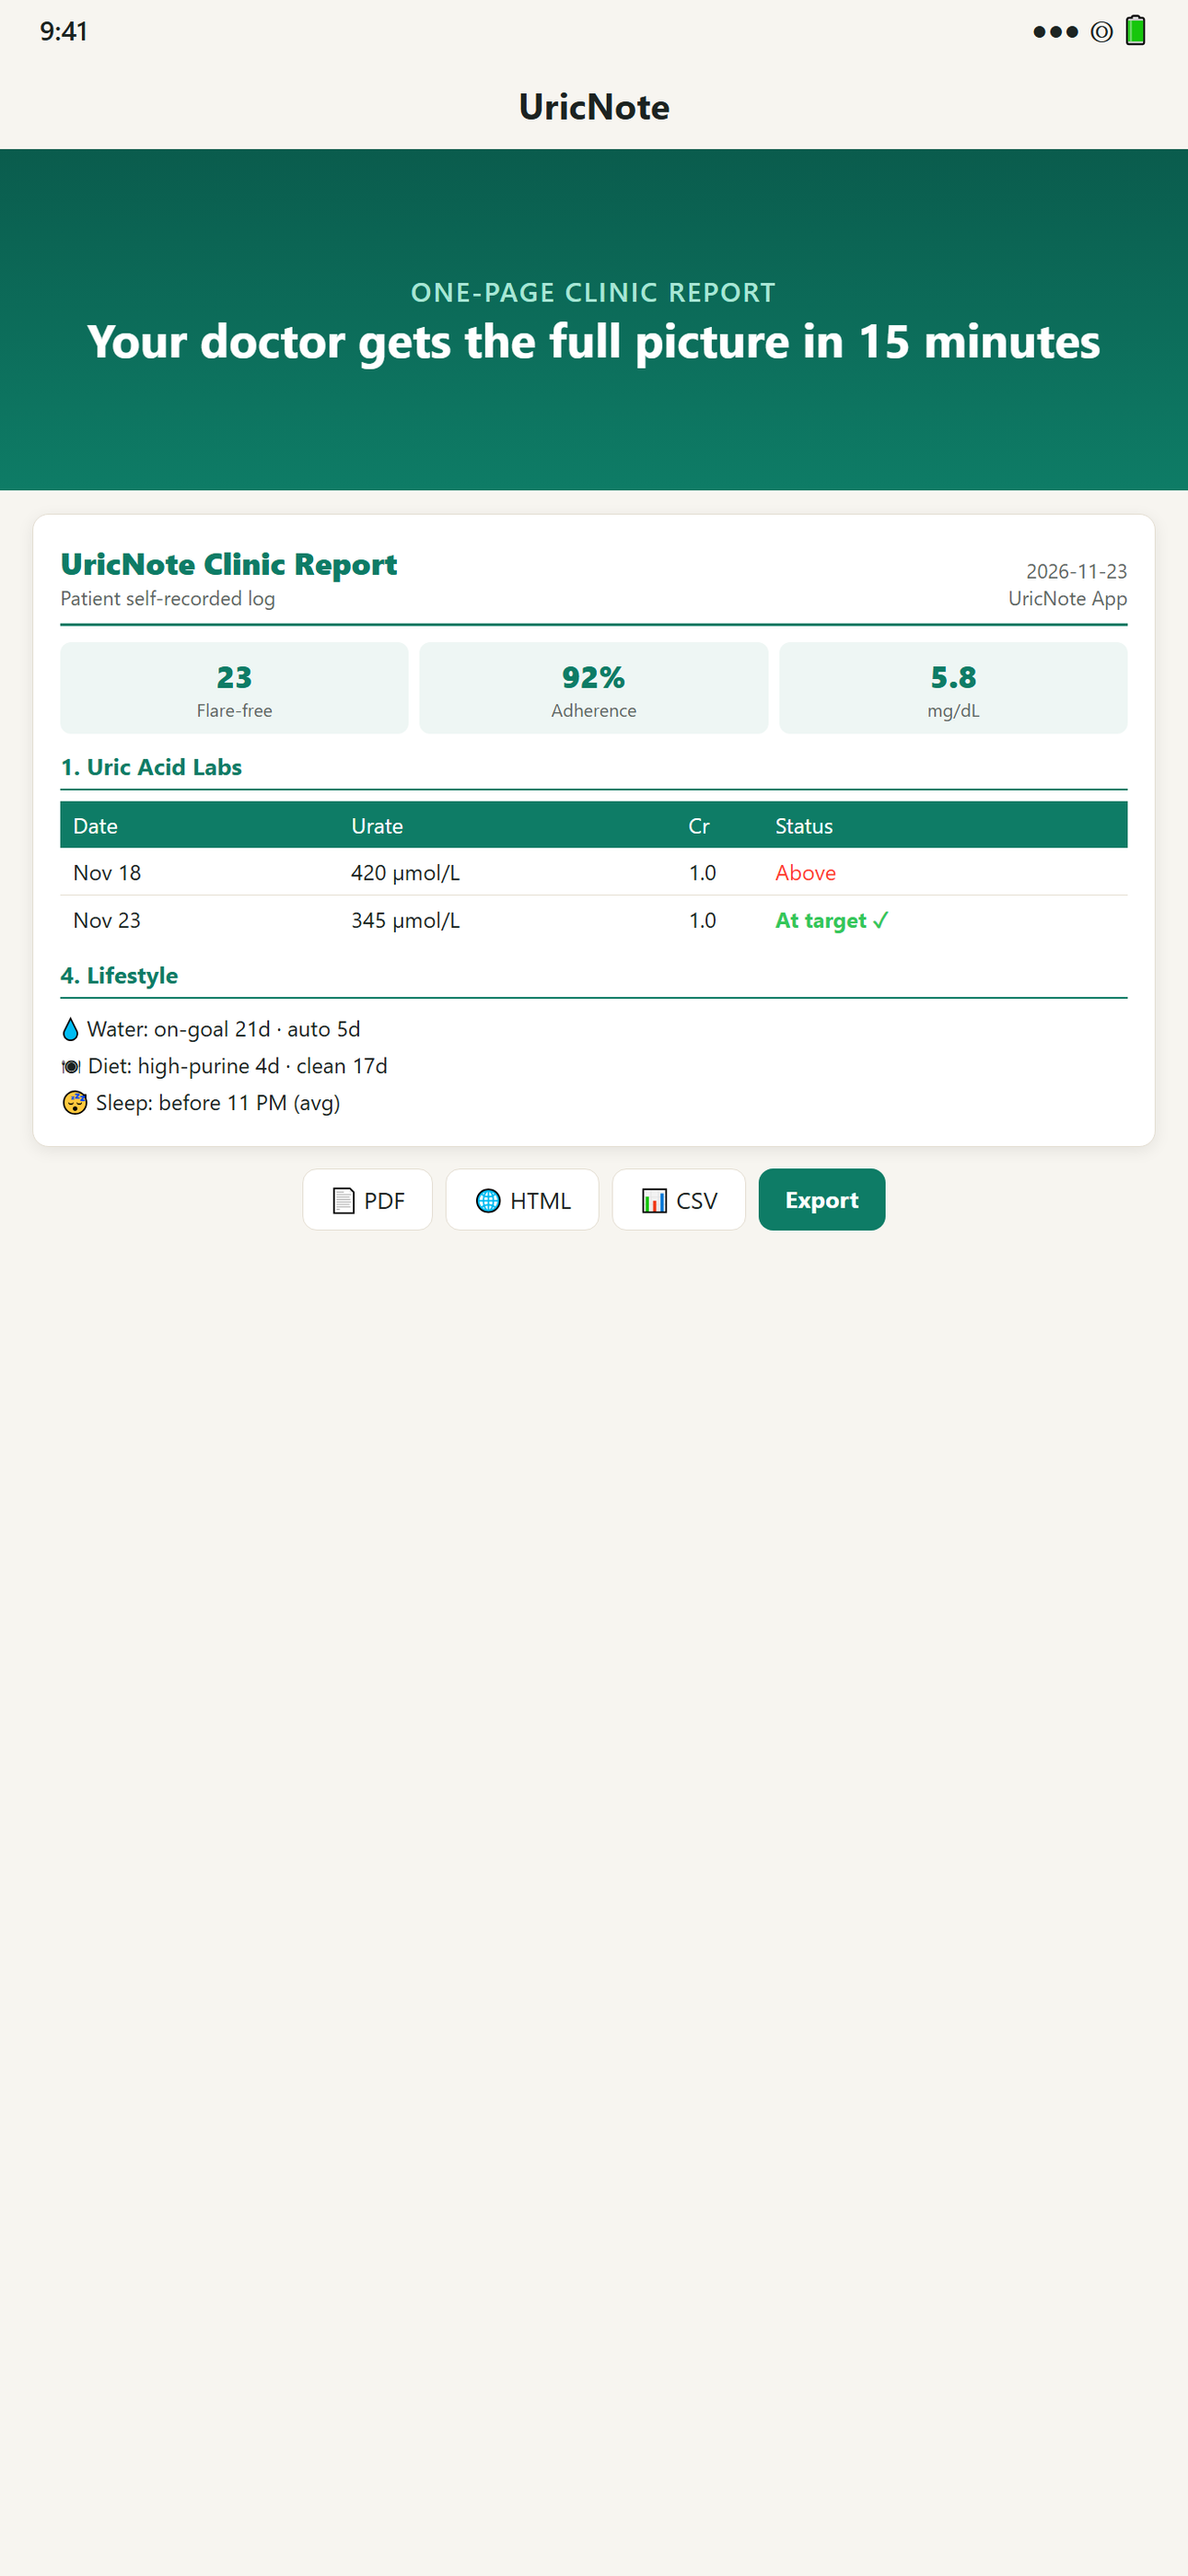 9:41
UricNote
ONE-PAGE CLINIC REPORT
Your doctor gets the full picture in 15 minutes
UricNote Clinic Report
Patient self-recorded log
2026-11-23
UricNote App
23
Flare-free
92%
Adherence
5.8
mg/dL
1. Uric Acid Labs
Date Urate Cr Status
Nov 18 420 μmol/L 1.0 Above
Nov 23 345 μmol/L 1.0 At target ✓
4. Lifestyle
💧 Water: on-goal 21d · auto 5d
🍽 Diet: high-purine 4d · clean 17d
😴 Sleep: before 11 PM (avg)
📄 PDF 🌐 HTML 📊 CSV Export